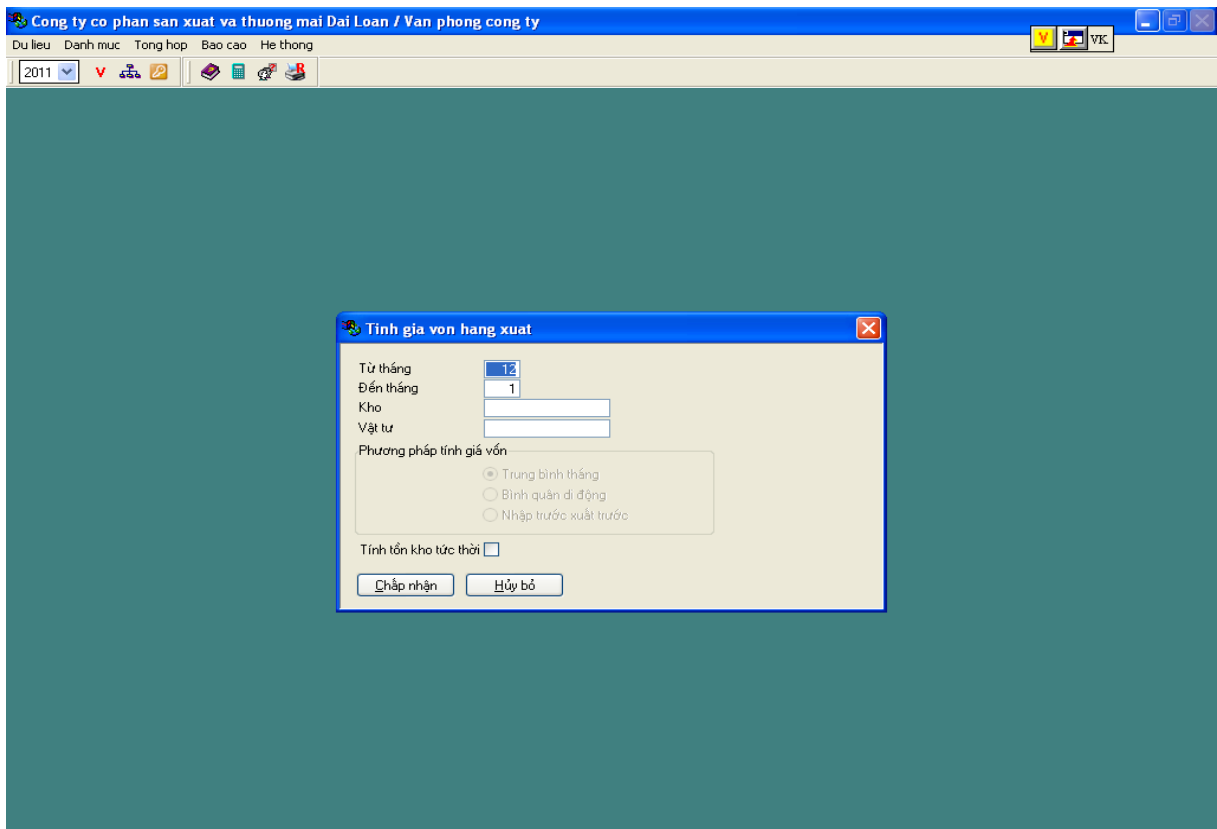 Cong ty co phan san xuat va thuong mai Dai Loan / Van phong cong ty
Du lieu Danh muc Tong hop Bao cao He thong
V VK
2011 V
Tinh gia von hang xuat
Từ tháng 12
Đến tháng 1
Kho
Vật tư
Phương pháp tính giá vốn
Trung bình tháng
Bình quân di động
Nhập trước xuất trước
Tính tồn kho tức thời
Chấp nhận Hủy bỏ